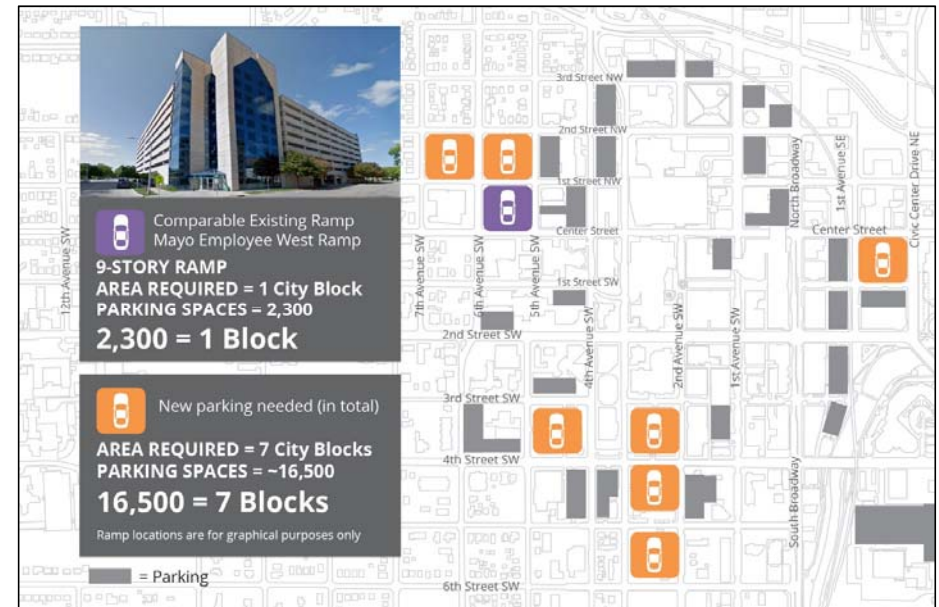 Comparable Existing Ramp
Mayo Employee West Ramp
9-STORY RAMP
AREA REQUIRED = 1 City Block
PARKING SPACES = 2,300
2,300 = 1 Block
New parking needed (in total)
AREA REQUIRED = 7 City Blocks
PARKING SPACES = ~16,500
16,500 = 7 Blocks
Ramp locations are for graphical purposes only
= Parking
3rd Street NW
2nd Street NW
1st Street NW
Center Street
Center Street
1st Street SW
2nd Street SW
3rd Street SW
4th Street SW
6th Street SW
12th Avenue SW
7th Avenue SW
6th Avenue SW
5th Avenue SW
4th Avenue SW
2nd Avenue SW
1st Avenue SW
North Broadway
South Broadway
1st Avenue SE
Civic Center Drive NE